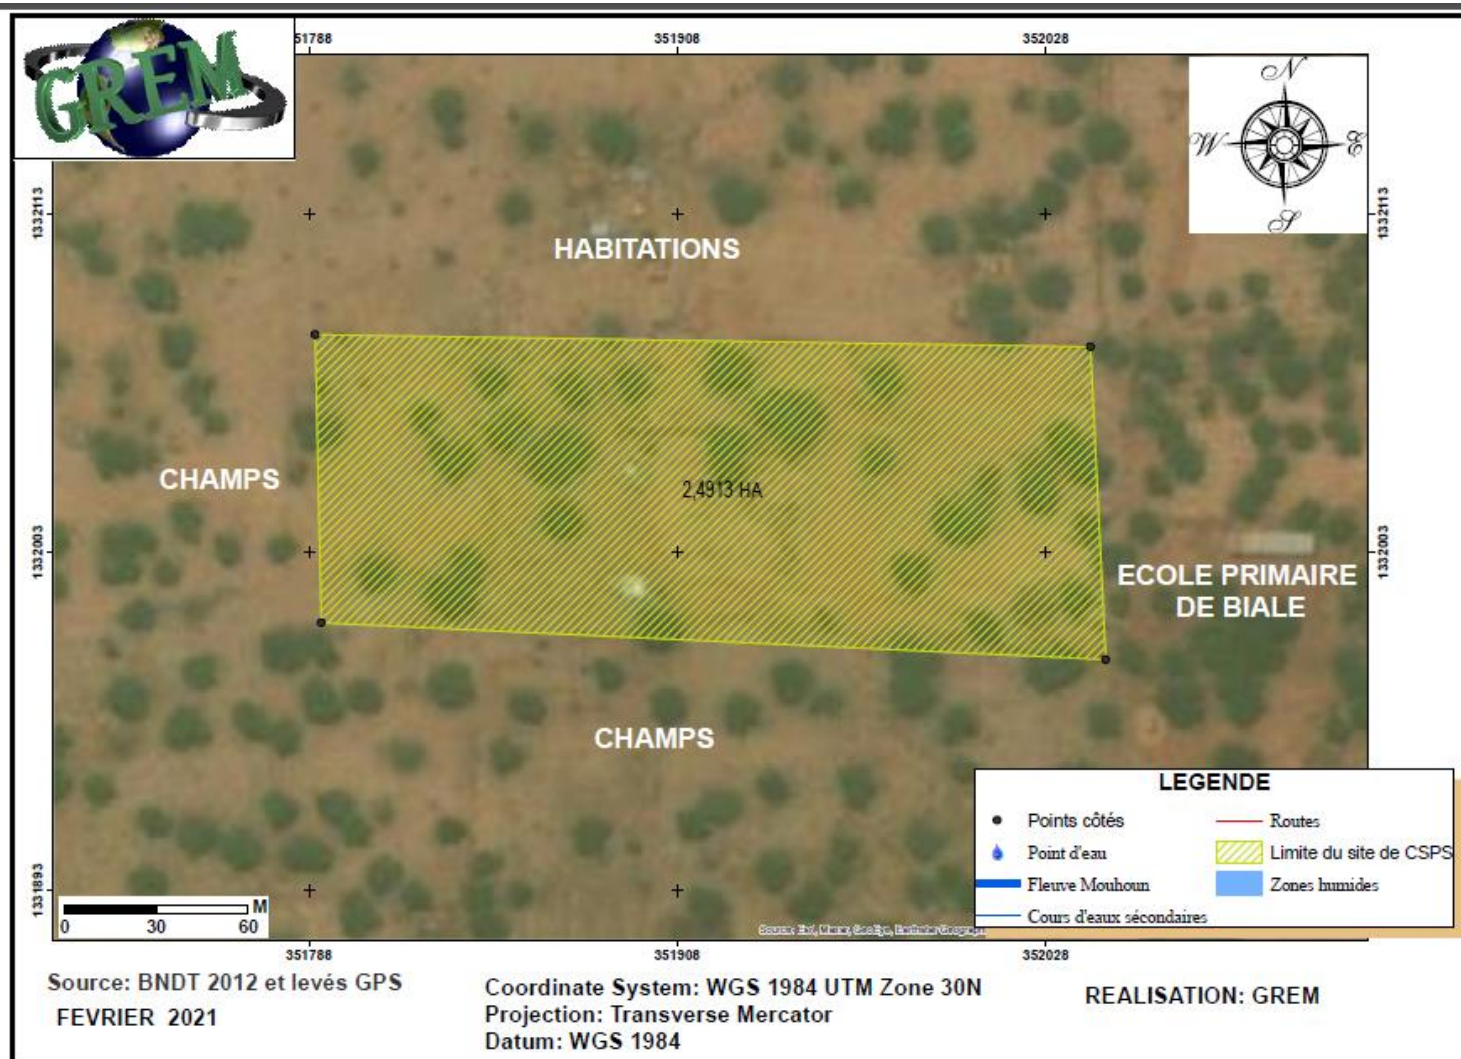 GREM
51788 351908 352028
N
W E
S
1332113 1332113
HABITATIONS
CHAMPS
2,4913 HA
1332003 1332003
ECOLE PRIMAIRE
DE BIALE
CHAMPS
LEGENDE
Points côtés
Routes
Point d'eau
Limite du site de CSPS
Fleuve Mouhoun
Zones humides
Cours d'eaux sécondaires
1331893
M
0 30 60
351788 351908 352028
Source: BNDT 2012 et levés GPS
FEVRIER 2021
Coordinate System: WGS 1984 UTM Zone 30N
Projection: Transverse Mercator
Datum: WGS 1984
REALISATION: GREM